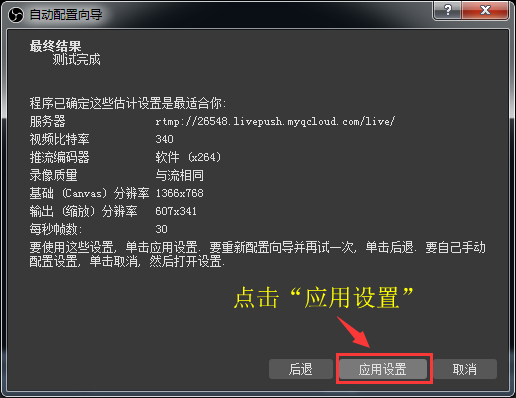 自动配置向导
最终结果
测试完成
程序已确定这些估计设置是最适合你:
服务器 rtmp://26548.livepush.myqcloud.com/live/
视频比特率 340
推流编码器 软件 (x264)
录像质量 与流相同
基础 (Canvas) 分辨率 1366x768
输出 (缩放) 分辨率 607x341
每秒帧数: 30
要使用这些设置, 单击应用设置. 要重新配置向导并再试一次, 单击后退. 要自己手动
配置设置, 单击取消, 然后打开设置.
点击“应用设置”
后退 应用设置 取消